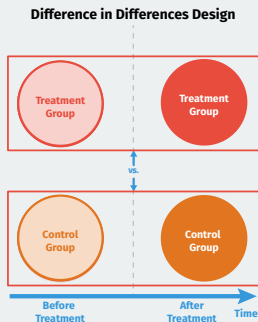 Difference in Differences Design
Treatment
Group
Treatment
Group
vs.
Control
Group
Control
Group
Before
Treatment
After
Treatment
Time